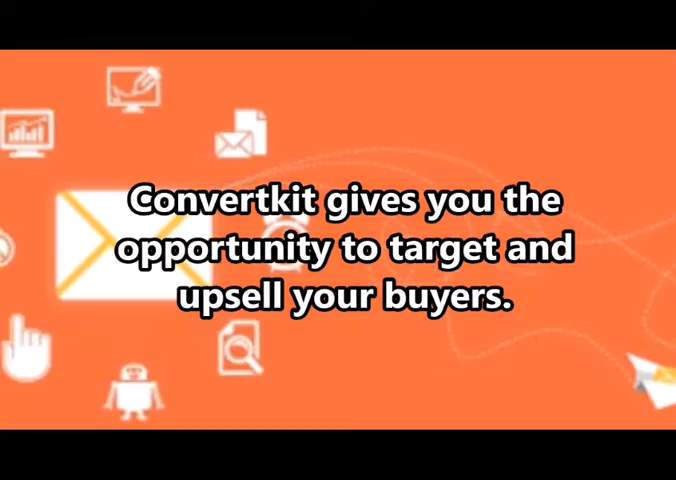 Convertkit gives you the
opportunity to target and
upsell your buyers.